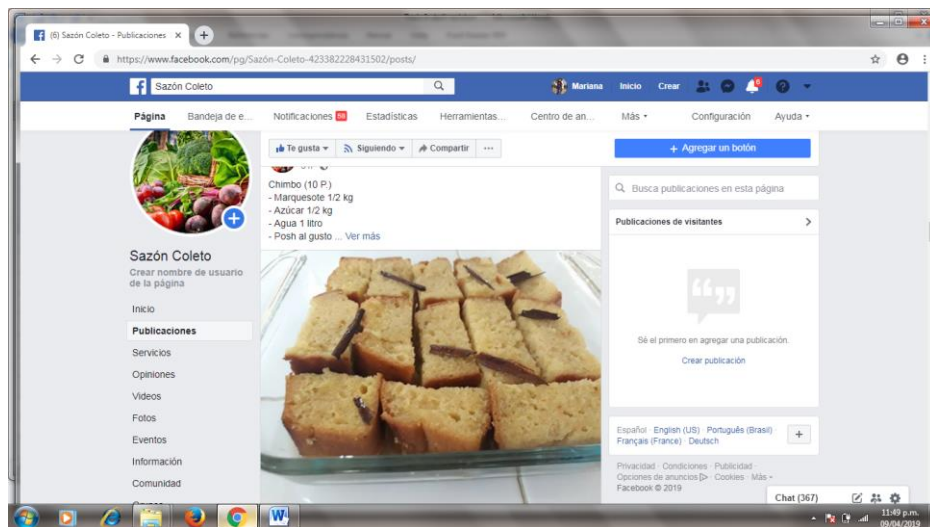 (6) Sazón Coleto - Publicaciones
https://www.facebook.com/pg/Sazón-Coleto-423382228431502/posts/
Sazón Coleto
Mariana Inicio Crear
Página Bandeja de e... Notificaciones 68 Estadísticas Herramientas... Centro de an... Más Configuración Ayuda
Te gusta Siguiendo Compartir ...
+ Agregar un botón
Chimbo (10 P.)
- Marquesote 1/2 kg
- Azúcar 1/2 kg
- Agua 1 litro
- Posh al gusto ... Ver más
Sazón Coleto
Crear nombre de usuario
de la página
Inicio
Publicaciones
Servicios
Opiniones
Videos
Fotos
Eventos
Información
Comunidad
Busca publicaciones en esta página
Publicaciones de visitantes
Sé el primero en agregar una publicación.
Crear publicación
Español · English (US) · Português (Brasil) ·
Français (France) · Deutsch
Privacidad · Condiciones · Publicidad ·
Opciones de anuncios · Cookies · Más
Facebook © 2019
Chat (367)
11:49 p.m.
09/04/2019